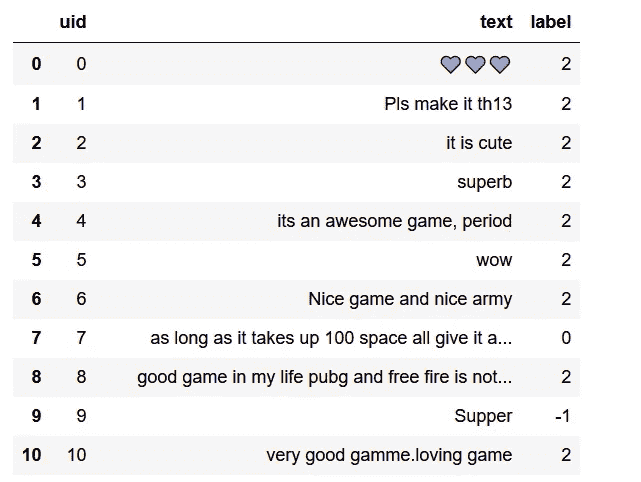 uid text label
0 0 💜💜💜 2
1 1 Pls make it th13 2
2 2 it is cute 2
3 3 superb 2
4 4 its an awesome game, period 2
5 5 wow 2
6 6 Nice game and nice army 2
7 7 as long as it takes up 100 space all give it a... 0
8 8 good game in my life pubg and free fire is not... 2
9 9 Supper -1
10 10 very good gamme.loving game 2